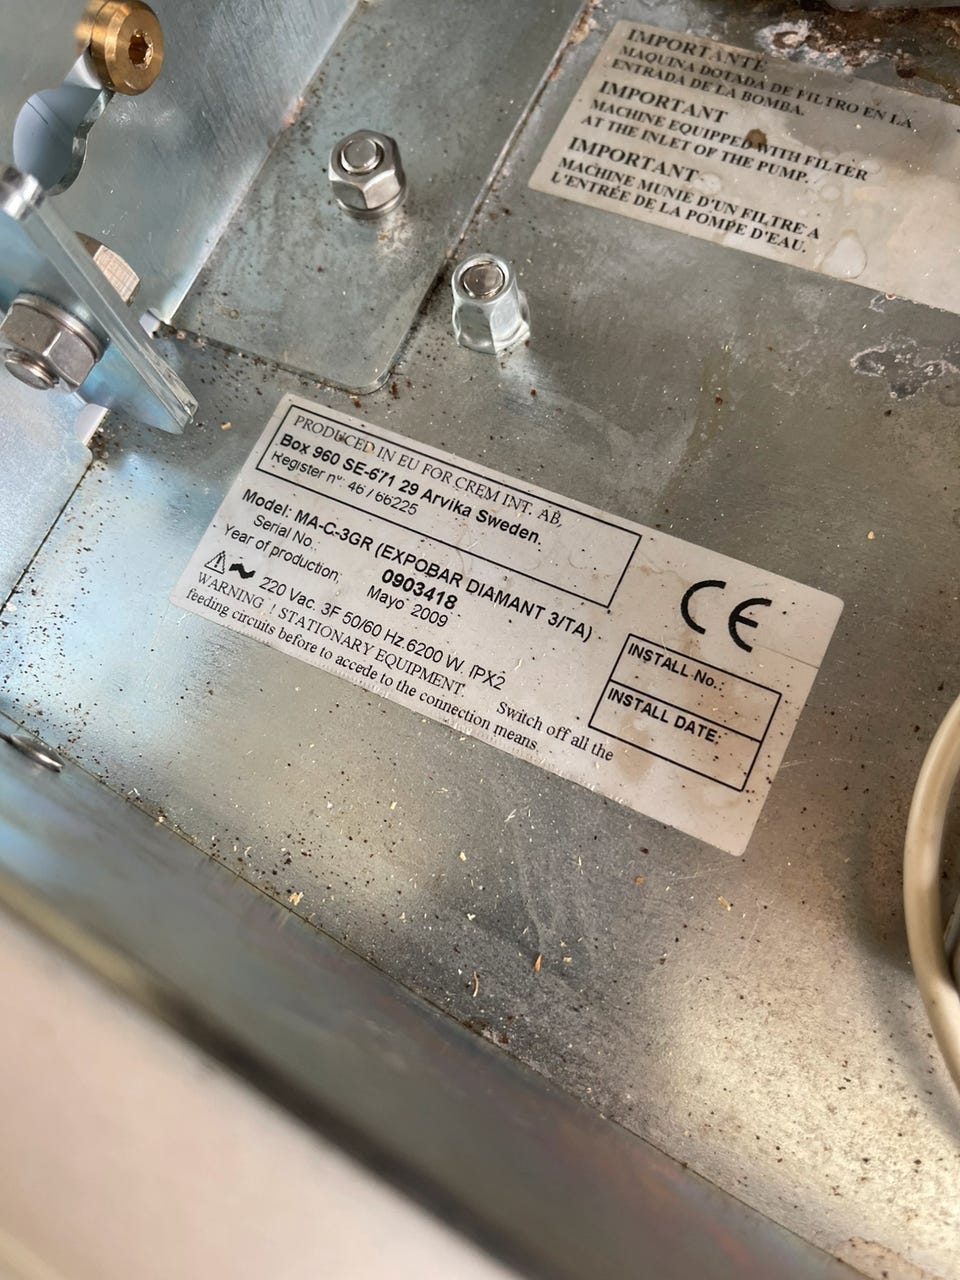 IMPORTANTE
MAQUINA DOTADA DE FILTRO EN LA
ENTRADA DE LA BOMBA.
IMPORTANT
MACHINE EQUIPPED WITH FILTER
AT THE INLET OF THE PUMP.
IMPORTANT
MACHINE MUNIE D'UN FILTRE A
L'ENTRÉE DE LA POMPE D'EAU.
PRODUCED IN EU FOR CREM INT. AB,
Box 960 SE-671 29 Arvika Sweden.
Register nº: 46 / 66225
Model: MA-C-3GR (EXPOBAR DIAMANT 3/TA)
Serial No.. 0903418
Year of production, Mayo 2009
220 Vac. 3F 50/60 Hz.6200 W. IPX2
WARNING ! STATIONARY EQUIPMENT Switch off all the
feeding circuits before to accede to the connection means
CE
INSTALL No.:
INSTALL DATE: